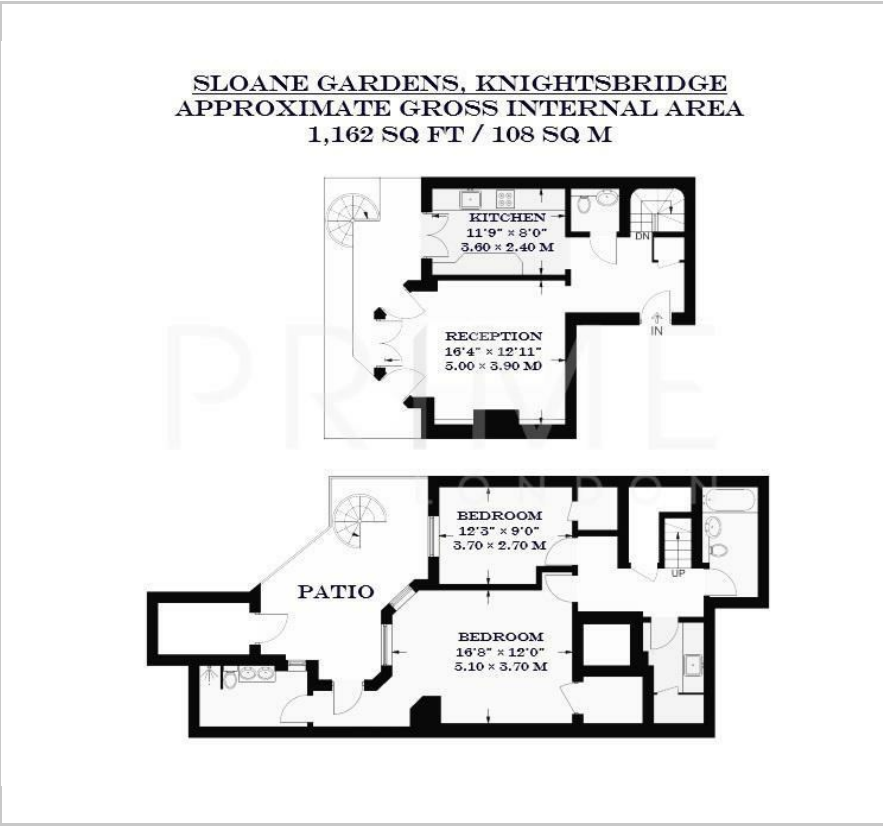 SLOANE GARDENS, KNIGHTSBRIDGE
APPROXIMATE GROSS INTERNAL AREA
1,162 SQ FT / 108 SQ M
KITCHEN
11'9" × 8'0"
3.60 × 2.40 M
DN
IN
RECEPTION
16'4" × 12'11"
5.00 × 3.90 M)
PRIME
LONDON
BEDROOM
12'3" × 9'0"
3.70 × 2.70 M
UP
PATIO
BEDROOM
16'8" × 12'0"
5.10 × 3.70 M